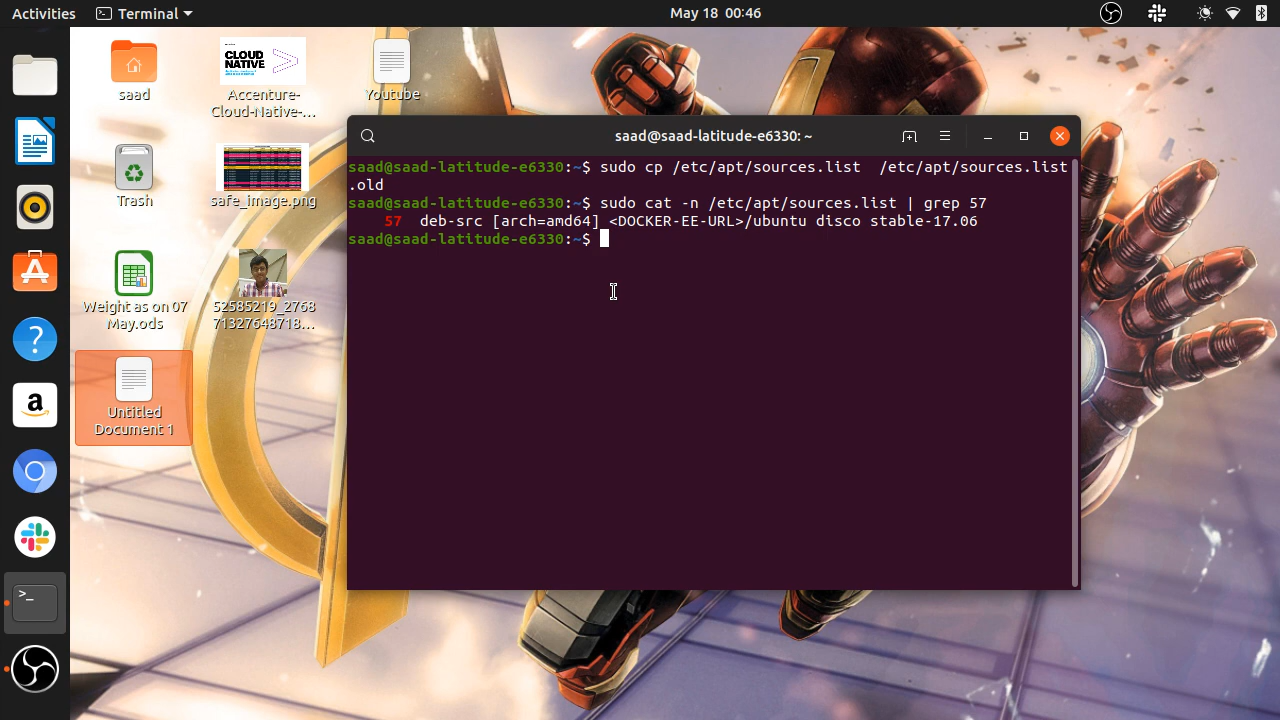 Activities
Terminal
May 18 00:46
saad
CLOUD
NATIVE
Accenture-
Cloud-Native-...
Youtube
Trash
safe_image.png
Weight as on 07
May.ods
52585219_2768
71327648718...
Untitled
Document 1
saad@saad-latitude-e6330: ~
saad@saad-latitude-e6330:~$ sudo cp /etc/apt/sources.list  /etc/apt/sources.list
.old
saad@saad-latitude-e6330:~$ sudo cat -n /etc/apt/sources.list | grep 57
57  deb-src [arch=amd64] <DOCKER-EE-URL>/ubuntu disco stable-17.06
saad@saad-latitude-e6330:~$